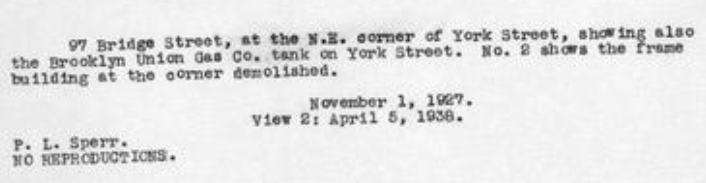 97 Bridge Street, at the N.E. corner of York Street, showing also
the Brooklyn Union Gas Co. tank on York Street. No. 2 shows the frame
building at the corner demolished.
November 1, 1927.
View 2: April 5, 1938.
P. L. Sperr.
NO REPRODUCTIONS.